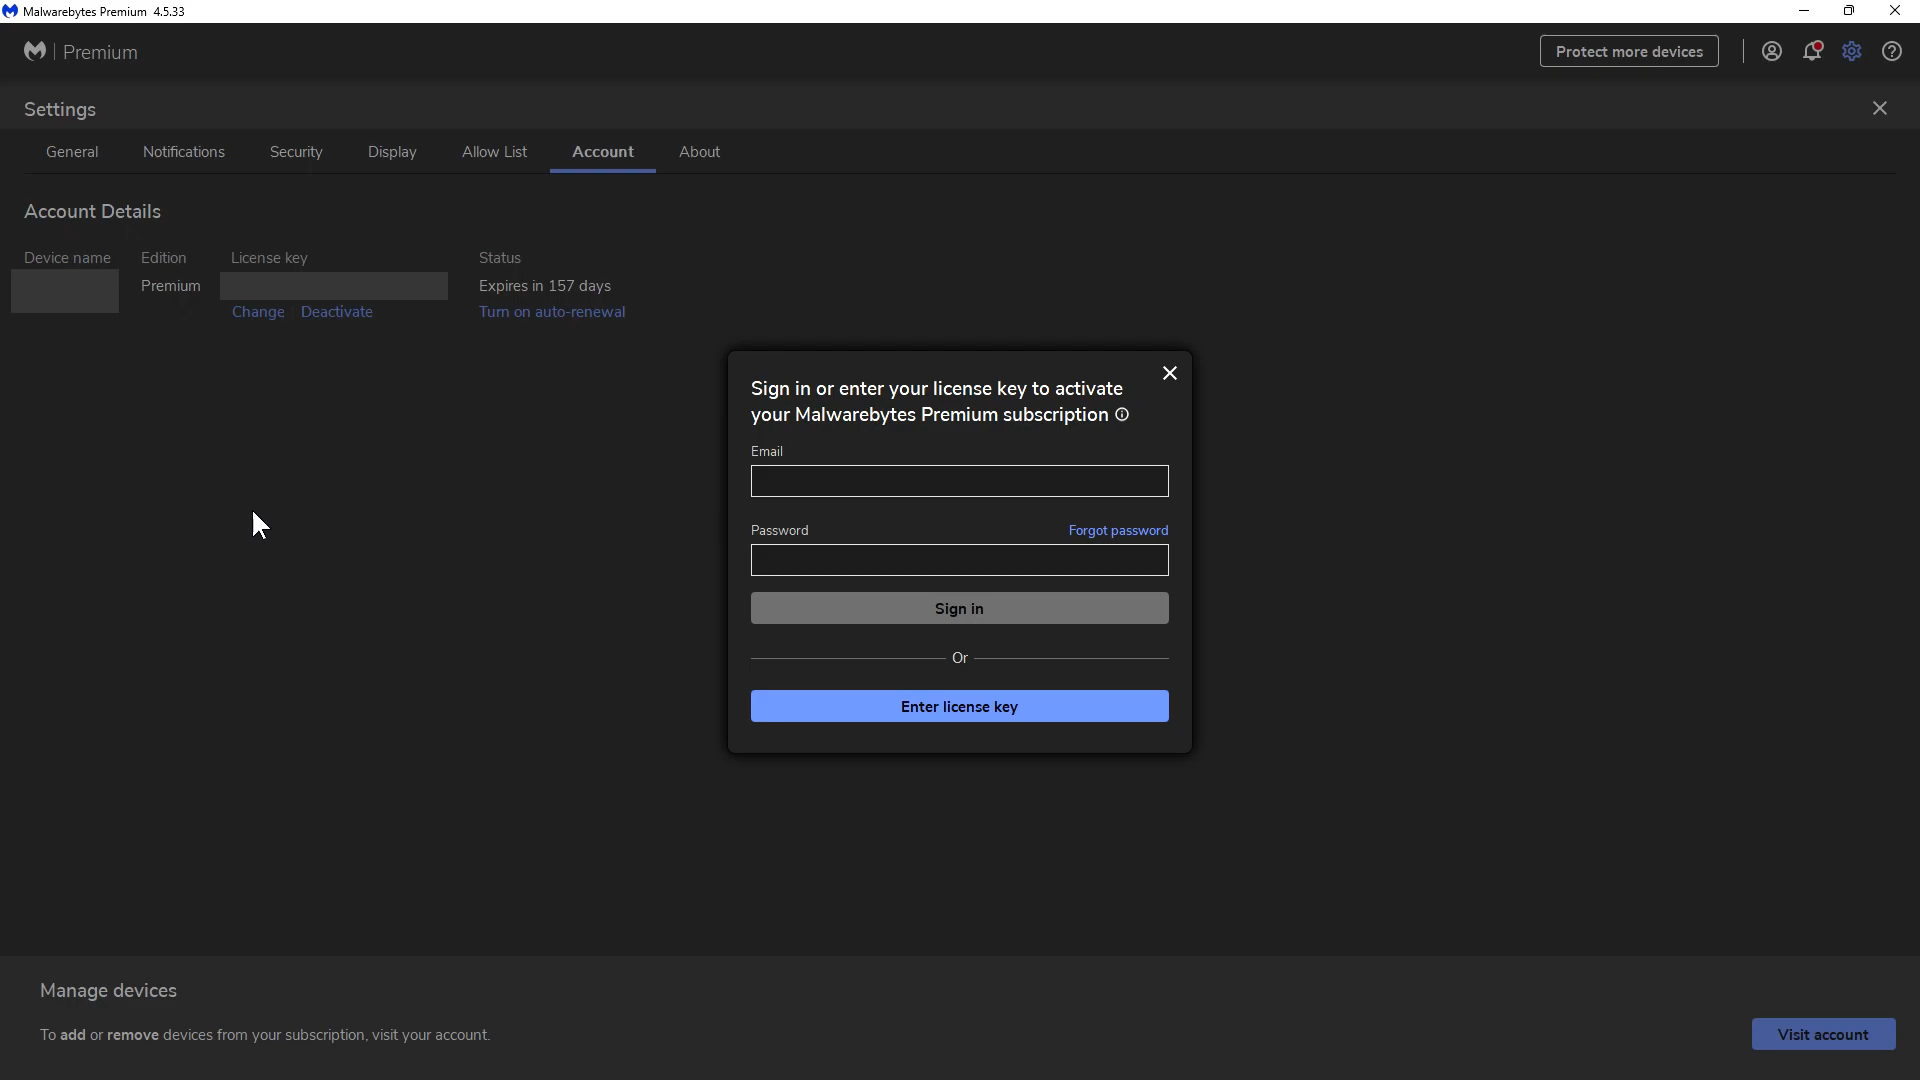 Malwarebytes Premium 4.5.33
Premium
Protect more devices
Settings
General Notifications Security Display Allow List Account About
Account Details
Device name Edition License key Status
Premium Expires in 157 days
Change Deactivate Turn on auto-renewal
Sign in or enter your license key to activate
your Malwarebytes Premium subscription
Email
Password Forgot password
Sign in
Or
Enter license key
Manage devices
To add or remove devices from your subscription, visit your account.
Visit account